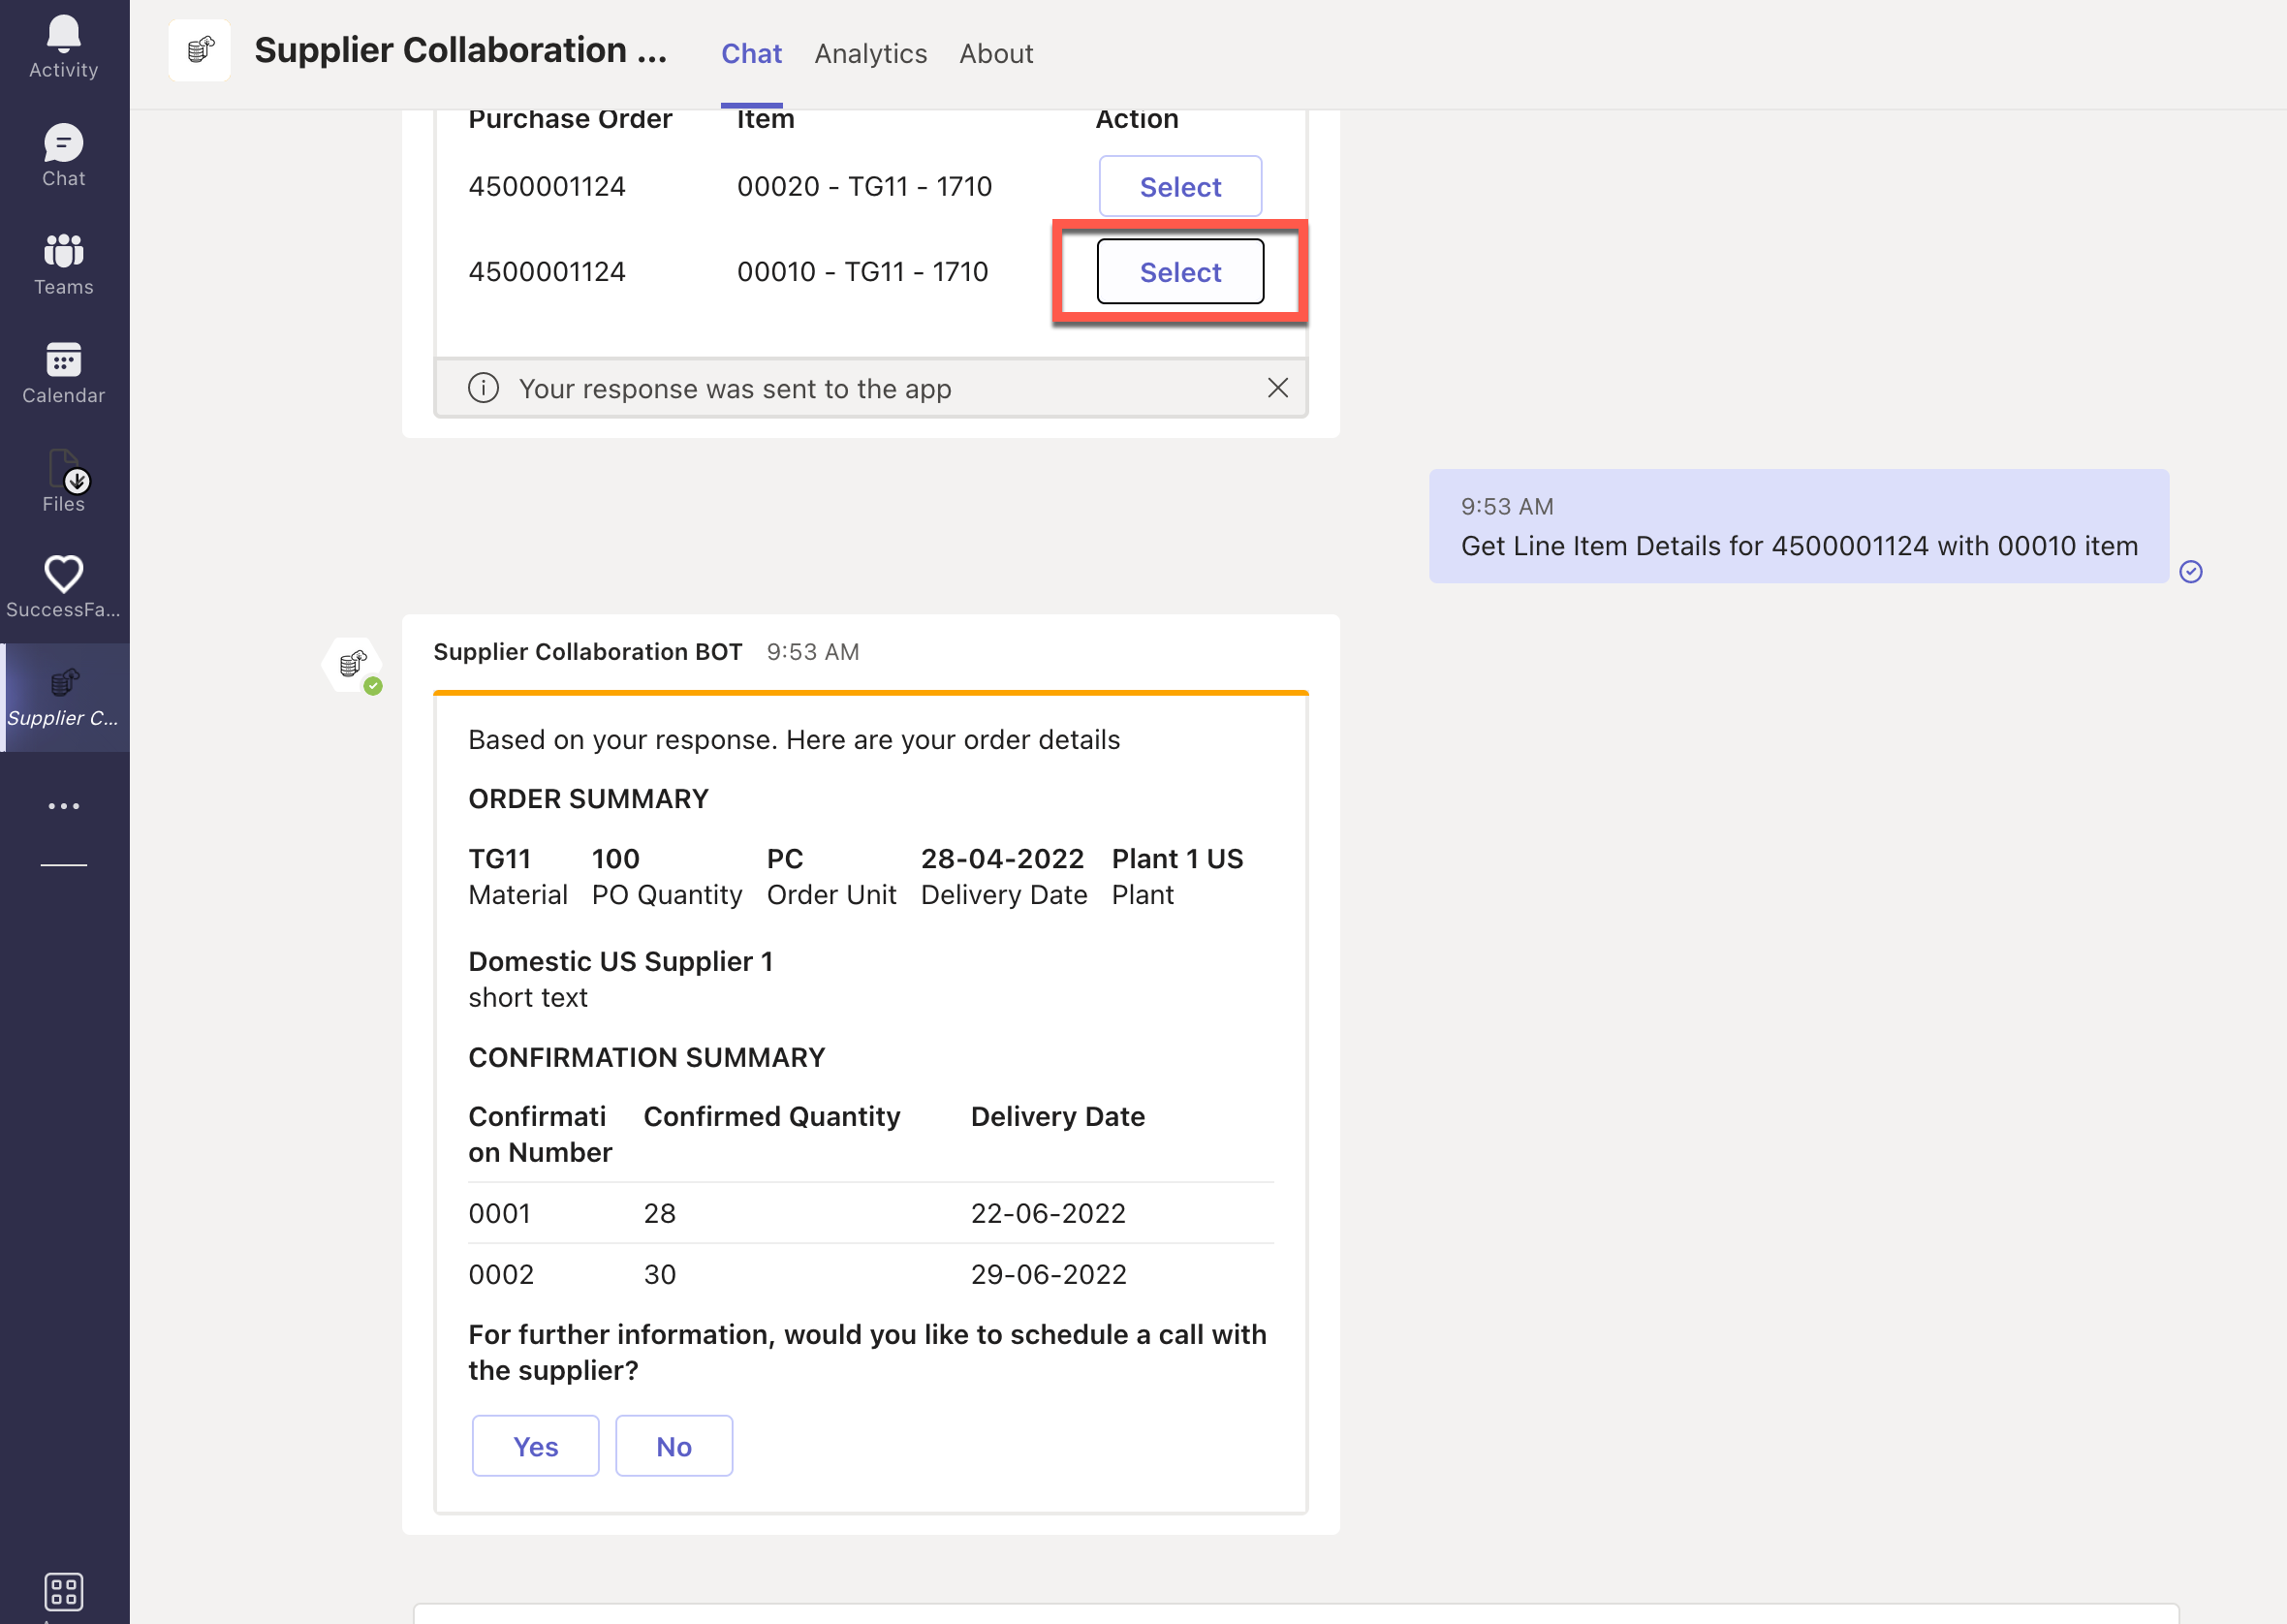 Activity
Chat
Teams
Calendar
Files
SuccessFa...
Supplier C...
Supplier Collaboration ...
Chat
Analytics
About
Purchase Order Item Action
4500001124 00020 - TG11 - 1710 Select
4500001124 00010 - TG11 - 1710 Select
Your response was sent to the app
9:53 AM
Get Line Item Details for 4500001124 with 00010 item
Supplier Collaboration BOT 9:53 AM
Based on your response. Here are your order details
ORDER SUMMARY
TG11 100 PC 28-04-2022 Plant 1 US
Material PO Quantity Order Unit Delivery Date Plant
Domestic US Supplier 1
short text
CONFIRMATION SUMMARY
Confirmati Confirmed Quantity Delivery Date
on Number
0001 28 22-06-2022
0002 30 29-06-2022
For further information, would you like to schedule a call with
the supplier?
Yes No